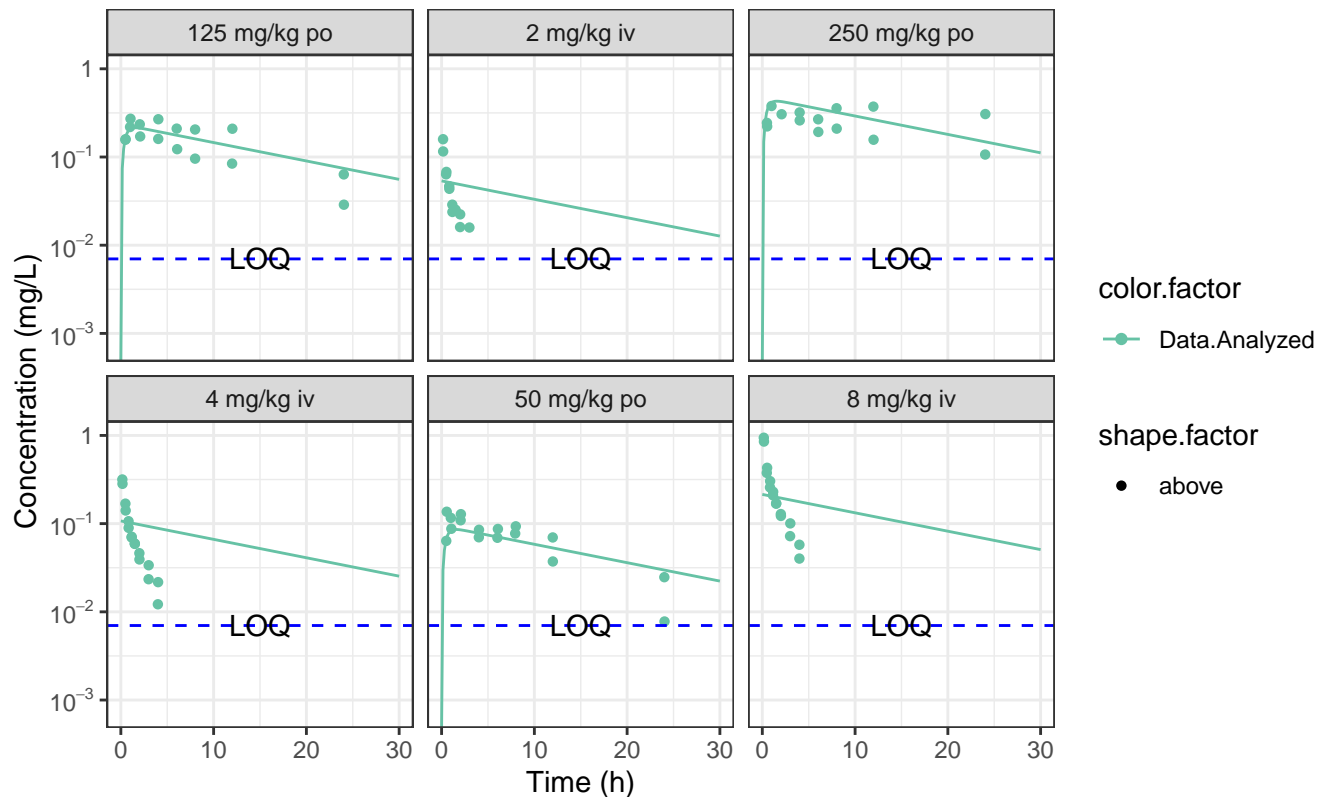 125 mg/kg po
2 mg/kg iv
250 mg/kg po
1
10⁻¹
10⁻²
10⁻³
LOQ
LOQ
LOQ
4 mg/kg iv
50 mg/kg po
8 mg/kg iv
1
10⁻¹
10⁻²
10⁻³
LOQ
LOQ
LOQ
0 10 20 30
0 10 20 30
0 10 20 30
Time (h)
Concentration (mg/L)
color.factor
Data.Analyzed
shape.factor
above